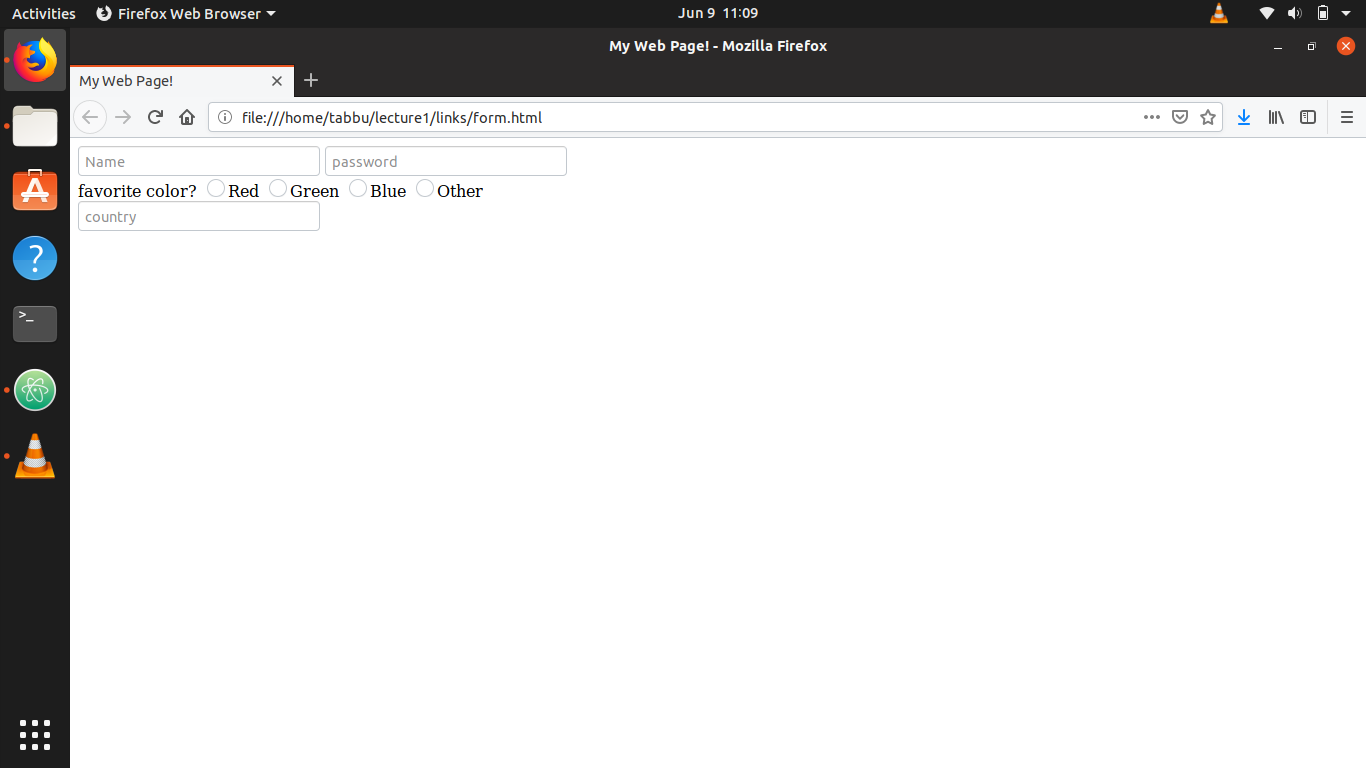 Activities Firefox Web Browser Jun 9 11:09
My Web Page! - Mozilla Firefox
My Web Page!
file:///home/tabbu/lecture1/links/form.html
Name password
favorite color? Red Green Blue Other
country
?
>_